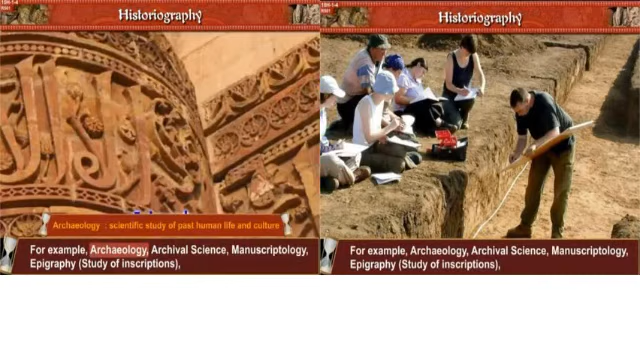 Historiography
Archaeology : scientific study of past human life and culture
For example, Archaeology, Archival Science, Manuscriptology,
Epigraphy (Study of inscriptions),
Historiography
For example, Archaeology, Archival Science, Manuscriptology,
Epigraphy (Study of inscriptions),